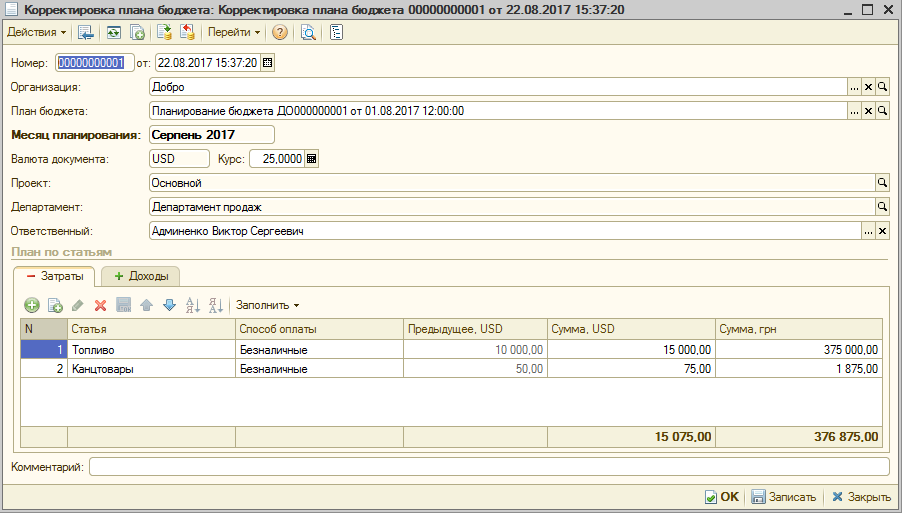 Корректировка плана бюджета: Корректировка плана бюджета 00000000001 от 22.08.2017 15:37:20
Действия Перейти
Номер: 00000000001 от: 22.08.2017 15:37:20
Организация: Добро
План бюджета: Планирование бюджета ДО000000001 от 01.08.2017 12:00:00
Месяц планирования: Серпень 2017
Валюта документа: USD Курс: 25,0000
Проект: Основной
Департамент: Департамент продаж
Ответственный: Админенко Виктор Сергеевич
План по статьям
Затраты Доходы
Заполнить
N Статья Способ оплаты Предыдущее, USD Сумма, USD Сумма, грн
1 Топливо Безналичные 10 000,00 15 000,00 375 000,00
2 Канцтовары Безналичные 50,00 75,00 1 875,00
15 075,00 376 875,00
Комментарий:
OK Записать Закрыть